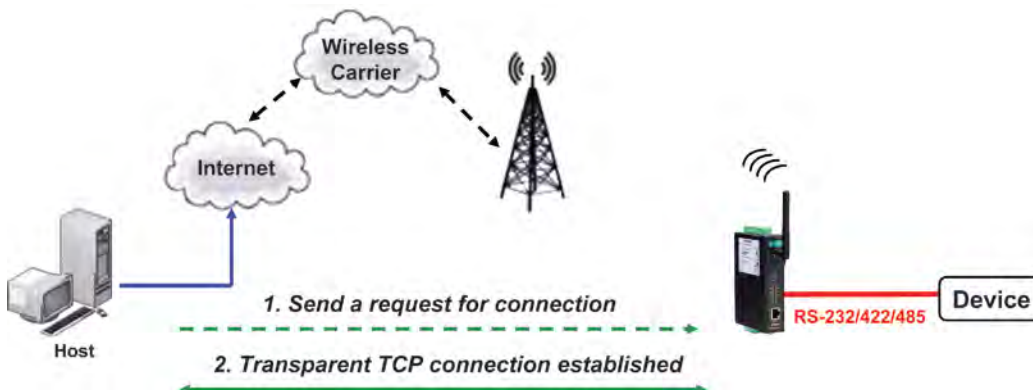 Wireless
Carrier
Internet
1. Send a request for connection
Host
2. Transparent TCP connection established
RS-232/422/485
Device